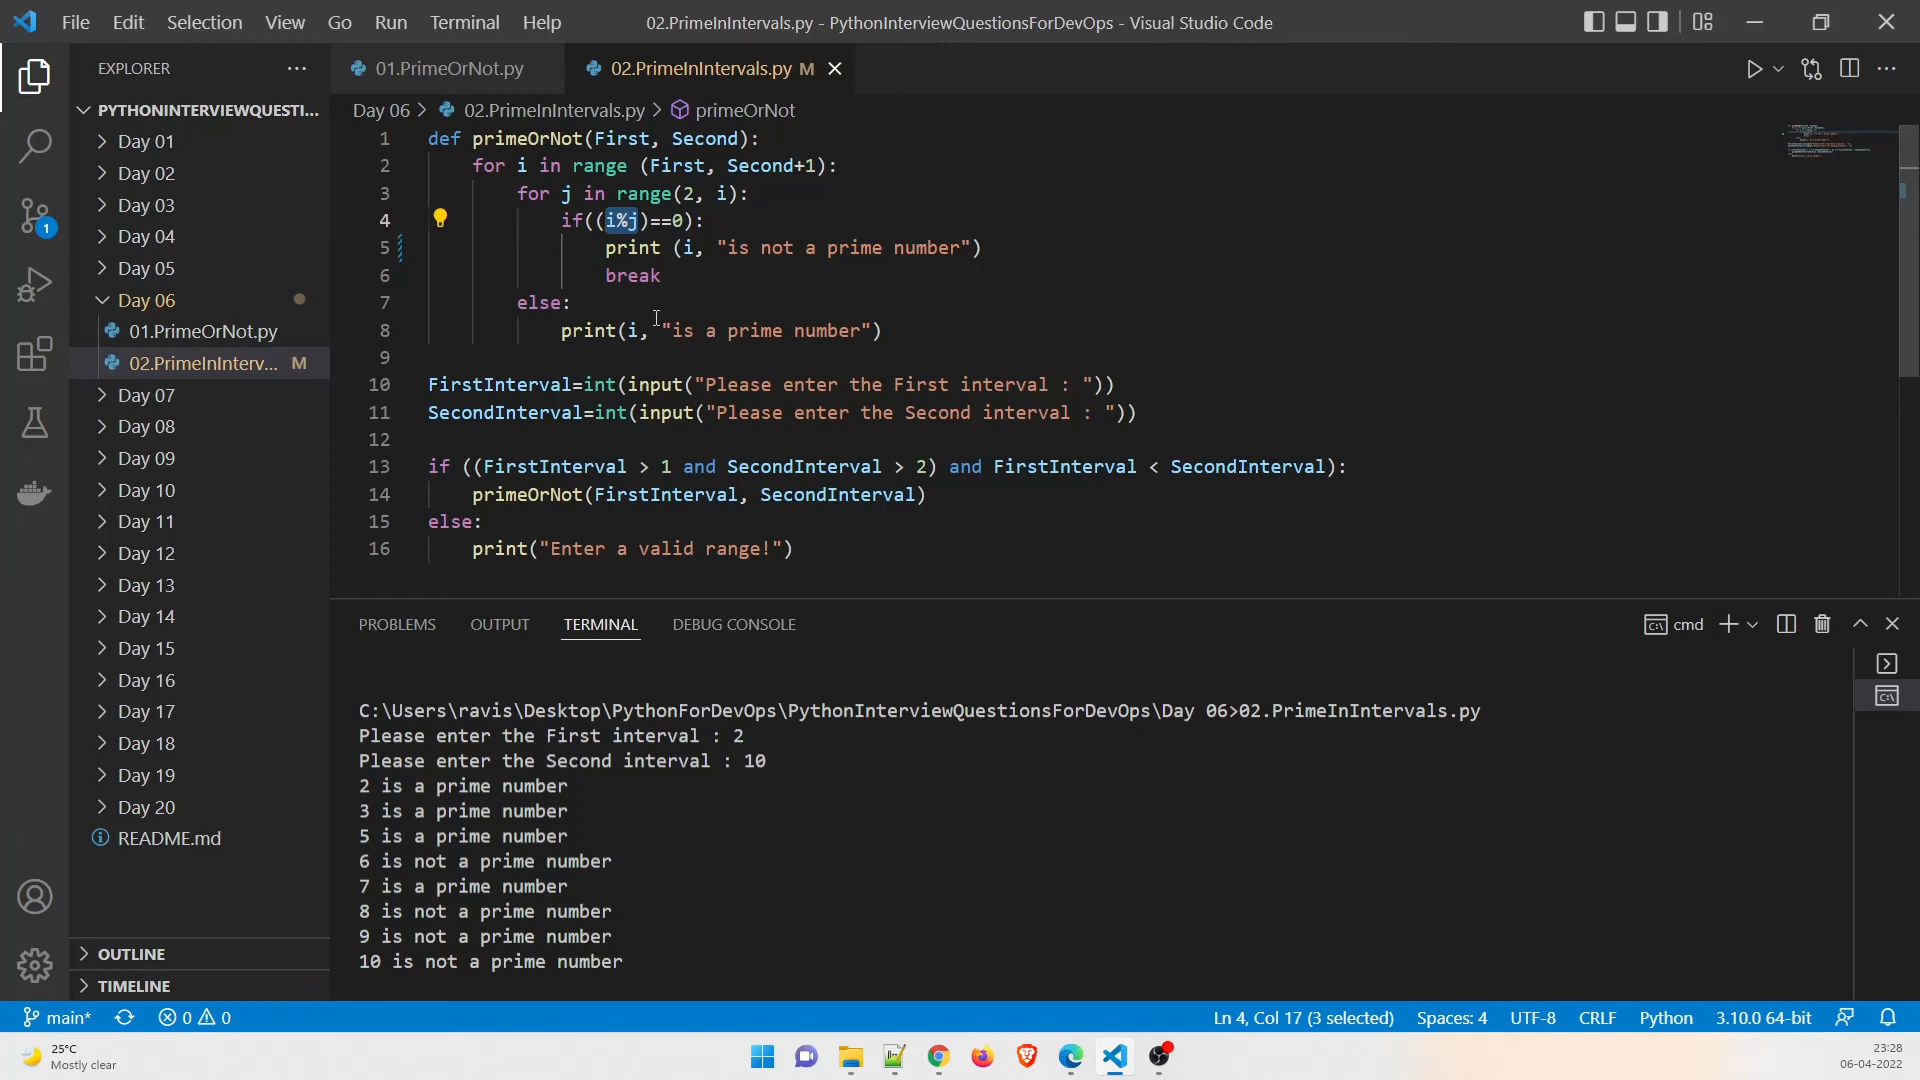 File Edit Selection View Go Run Terminal Help
02.PrimeInIntervals.py - PythonInterviewQuestionsForDevOps - Visual Studio Code
EXPLORER
PYTHONINTERVIEWQUESTI...
Day 01
Day 02
Day 03
Day 04
Day 05
Day 06
01.PrimeOrNot.py
02.PrimeInInterv... M
Day 07
Day 08
Day 09
Day 10
Day 11
Day 12
Day 13
Day 14
Day 15
Day 16
Day 17
Day 18
Day 19
Day 20
README.md
OUTLINE
TIMELINE
1
01.PrimeOrNot.py
02.PrimeInIntervals.py M
Day 06 > 02.PrimeInIntervals.py > primeOrNot
1 def primeOrNot(First, Second):
2 for i in range (First, Second+1):
3 for j in range(2, i):
4 if((i%j)==0):
5 print (i, "is not a prime number")
6 break
7 else:
8 print(i, "is a prime number")
9
10 FirstInterval=int(input("Please enter the First interval : "))
11 SecondInterval=int(input("Please enter the Second interval : "))
12
13 if ((FirstInterval > 1 and SecondInterval > 2) and FirstInterval < SecondInterval):
14 primeOrNot(FirstInterval, SecondInterval)
15 else:
16 print("Enter a valid range!")
PROBLEMS OUTPUT TERMINAL DEBUG CONSOLE
cmd
C:\Users\ravis\Desktop\PythonForDevOps\PythonInterviewQuestionsForDevOps\Day 06>02.PrimeInIntervals.py
Please enter the First interval : 2
Please enter the Second interval : 10
2 is a prime number
3 is a prime number
5 is a prime number
6 is not a prime number
7 is a prime number
8 is not a prime number
9 is not a prime number
10 is not a prime number
main* 0 0
Ln 4, Col 17 (3 selected) Spaces: 4 UTF-8 CRLF Python 3.10.0 64-bit
25°C
Mostly clear
23:28
06-04-2022